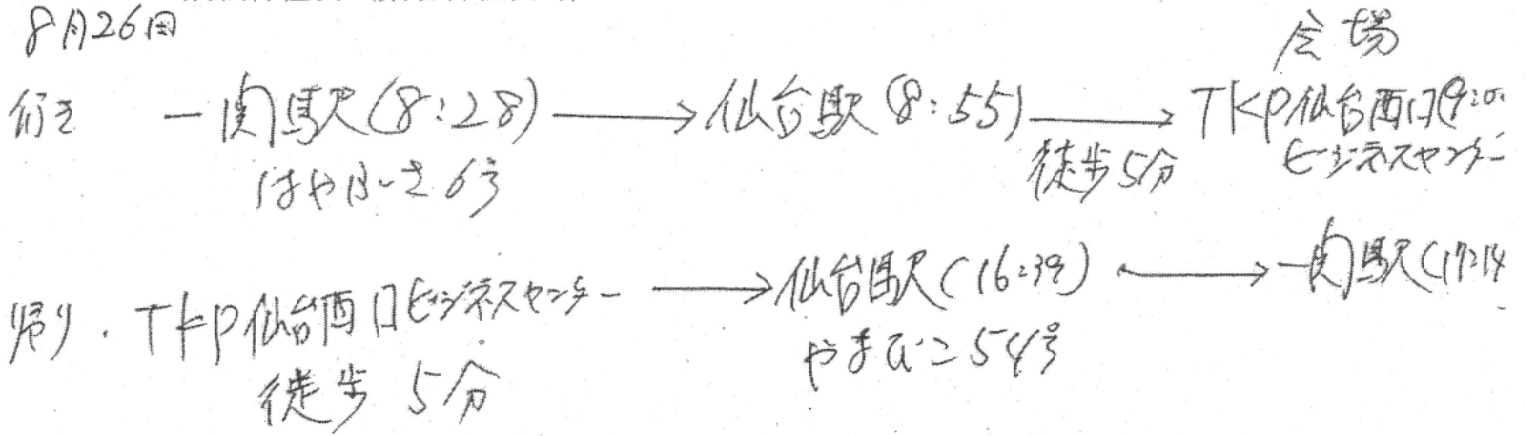 8月26日
会場
行き 一関駅(8:28)→仙台駅(8:55)→TKP仙台西口(9:00
はやぶさ6号 徒歩5分 ビジネスセンター
帰り.TKP仙台西口ビジネスセンター→仙台駅(16:39)→一関駅(17:14
徒歩 5分 やまびこ54号